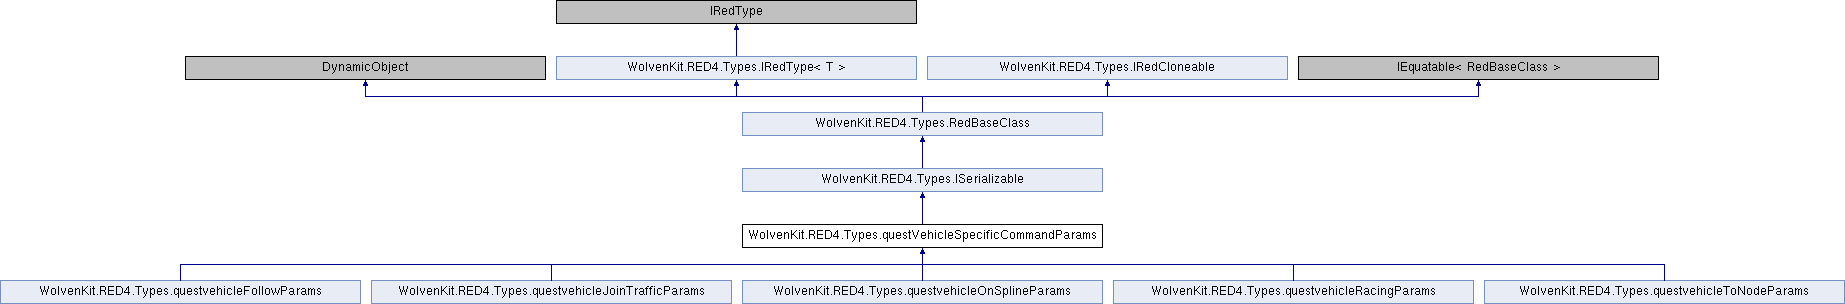 IRedType
DynamicObject
WolvenKit.RED4.Types.IRedType< T >
WolvenKit.RED4.Types.IRedCloneable
IEquatable< RedBaseClass >
WolvenKit.RED4.Types.RedBaseClass
WolvenKit.RED4.Types.ISerializable
WolvenKit.RED4.Types.questVehicleSpecificCommandParams
WolvenKit.RED4.Types.questvehicleFollowParams
WolvenKit.RED4.Types.questvehicleJoinTrafficParams
WolvenKit.RED4.Types.questvehicleOnSplineParams
WolvenKit.RED4.Types.questvehicleRacingParams
WolvenKit.RED4.Types.questvehicleToNodeParams